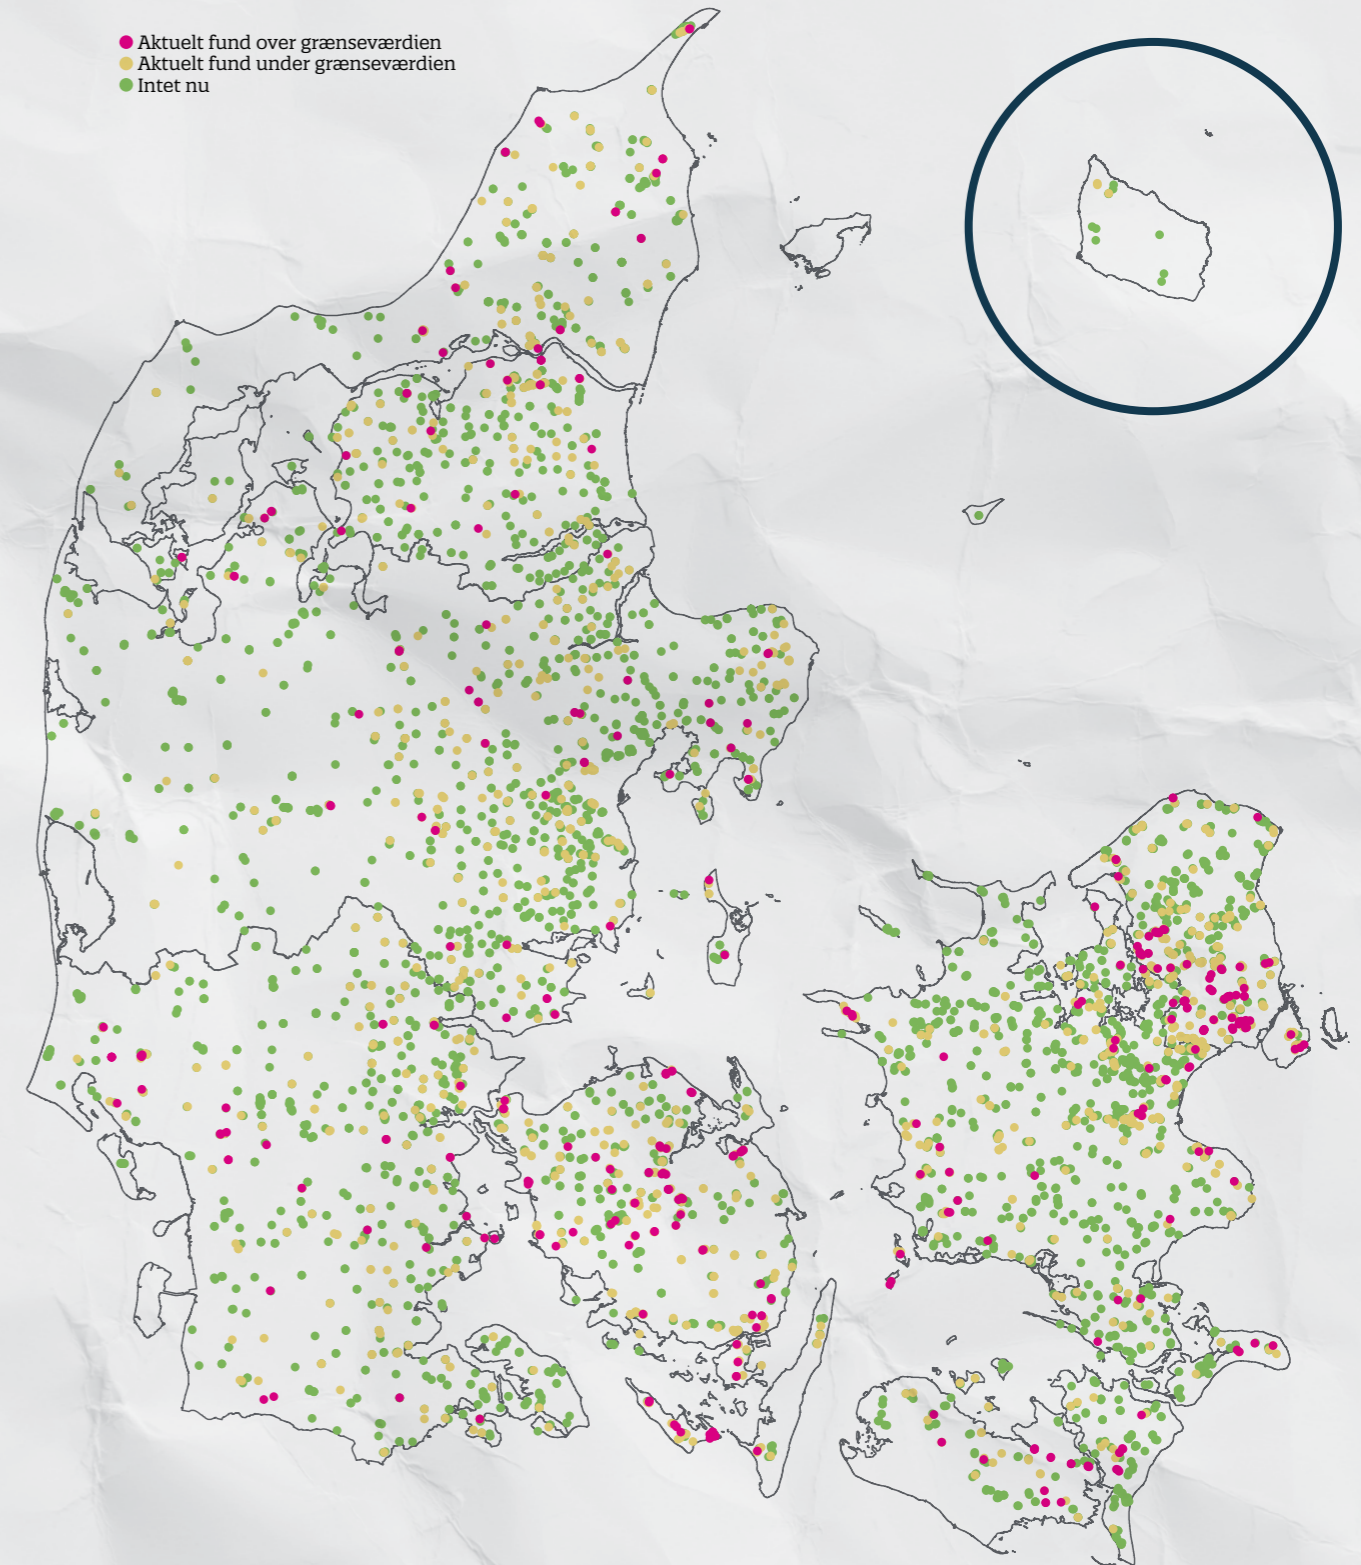 Aktuelt fund over grænseværdien
Aktuelt fund under grænseværdien
Intet nu